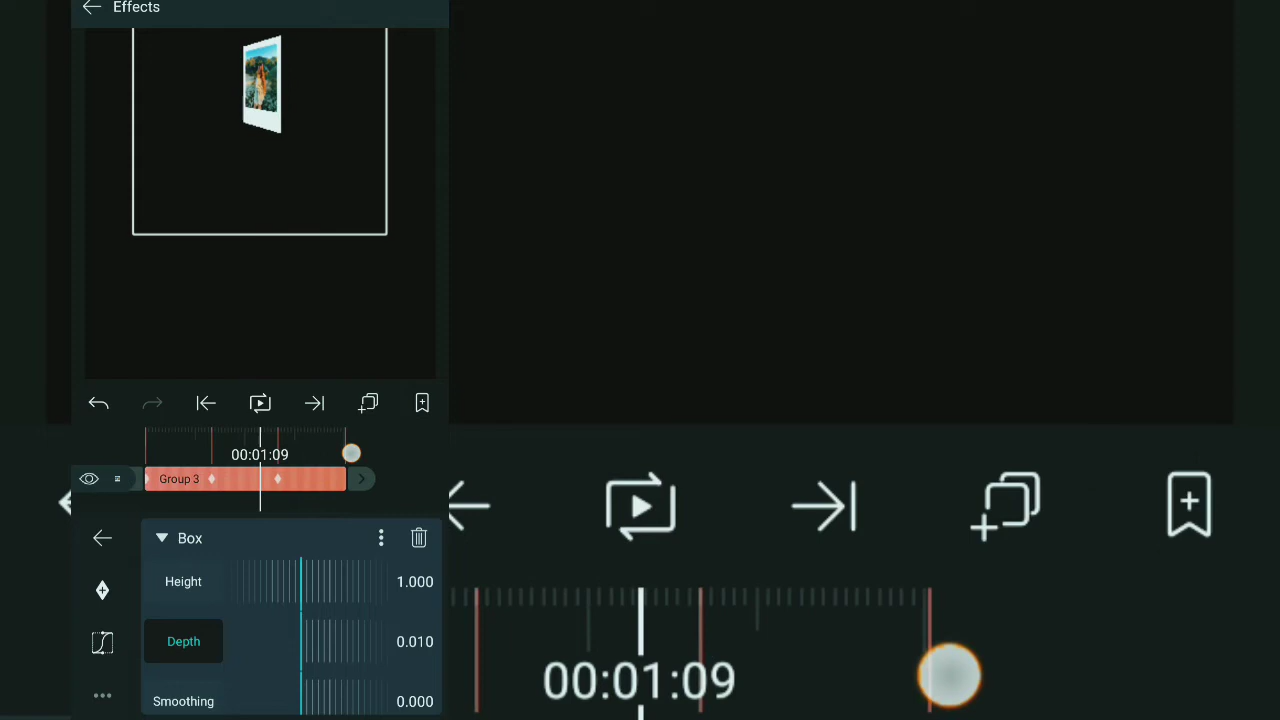 Effects
00:01:09
Group 3
Box
Height 1.000
Depth 0.010
Smoothing 0.000
00:01:09